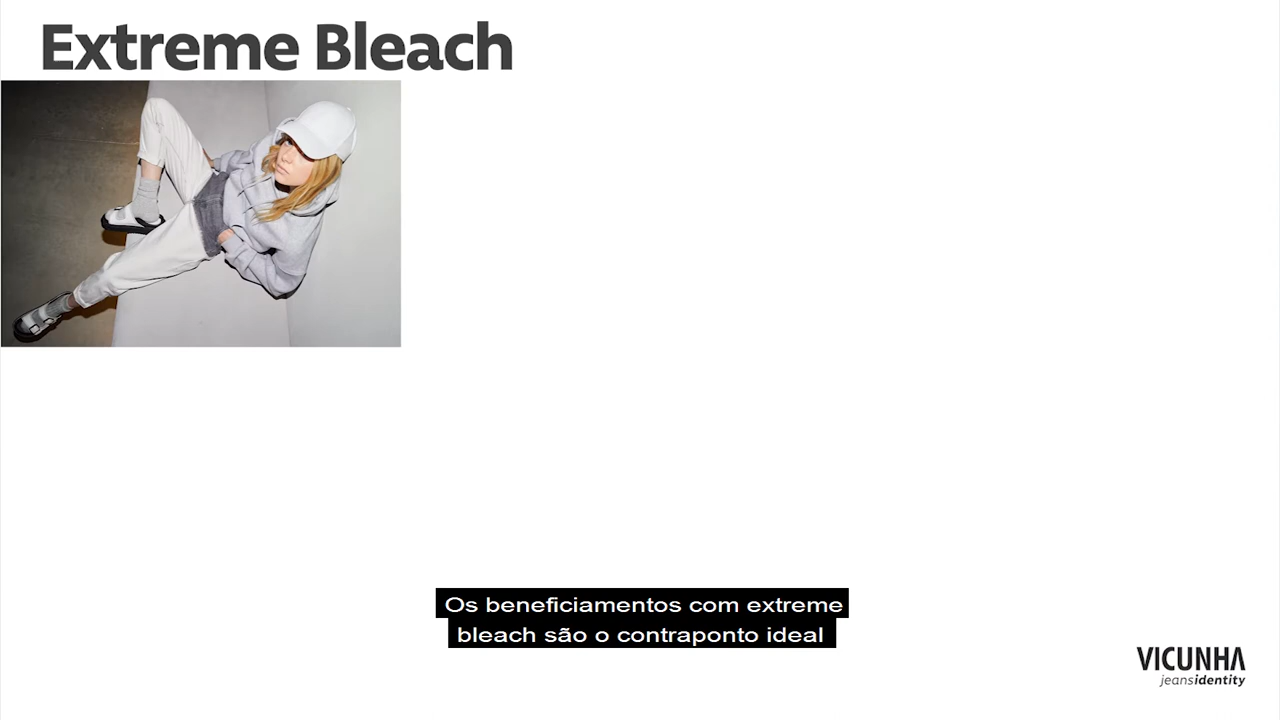 Extreme Bleach
Os beneficiamentos com extreme
bleach são o contraponto ideal
VICUNHA
jeansidentity